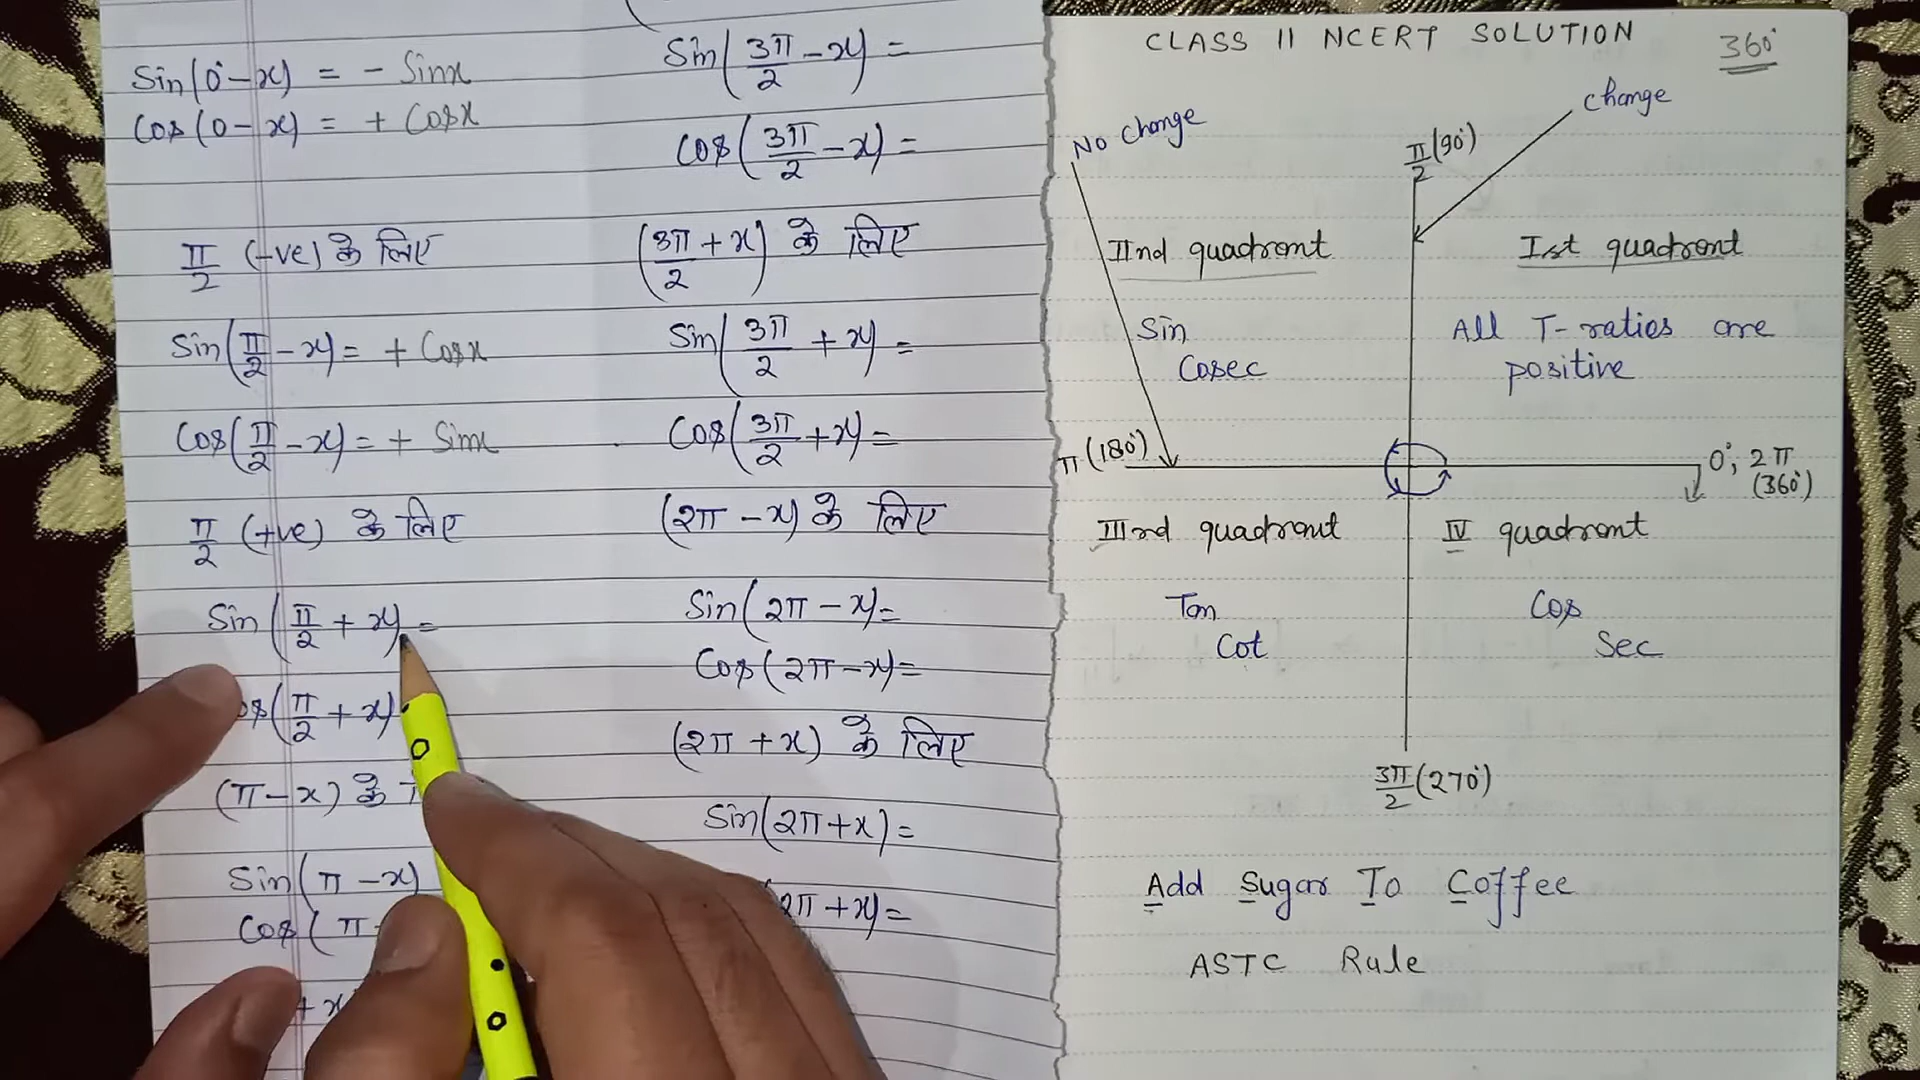 Sin(0°-x) = - Sinx
Cos(0-x) = + Cosx
π/2 (-ve) के लिए
Sin(π/2 - x) = + Cosx
Cos(π/2 - x) = + Sinx
π/2 (+ve) के लिए
Sin(π/2 + x) =
os(π/2 + x)
(π-x) के
Sin(π-x)
Cos(π-
+ x
Sin(3π/2 - x) =
Cos(3π/2 - x) =
(3π/2 + x) के लिए
Sin(3π/2 + x) =
Cos(3π/2 + x) =
(2π - x) के लिए
Sin(2π - x) =
Cos(2π - x) =
(2π + x) के लिए
Sin(2π+x) =
2π + x) =
CLASS 11 NCERT SOLUTION
360°
change
No change
π/2 (90°)
IInd quadrant
Ist quadrant
Sin
Cosec
All T-ratios are
positive
π (180°)
0°, 2π
(360°)
IIIrd quadrant
IV quadrant
Tan
Cot
Cos
Sec
3π/2 (270°)
Add Sugar To Coffee
ASTC Rule